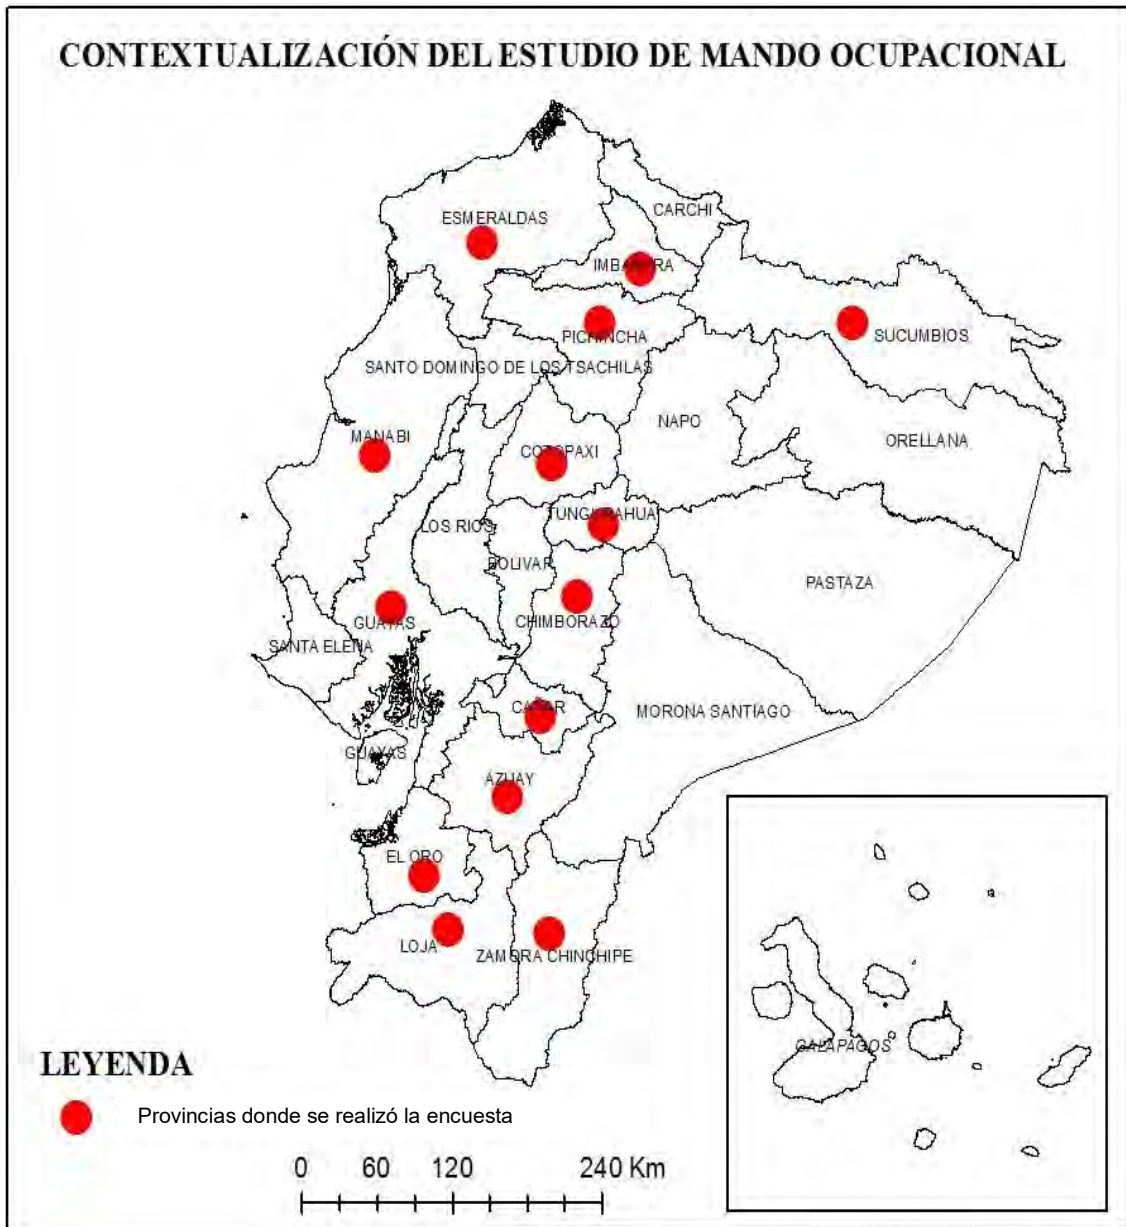 CONTEXTUALIZACIÓN DEL ESTUDIO DE MANDO OCUPACIONAL
CARCHI
ESMERALDAS
IMBABURA
PICHINCHA
SUCUMBIOS
SANTO DOMINGO DE LOS TSACHILAS
NAPO
ORELLANA
MANABI
COTOPAXI
TUNGURAHUA
LOS RIOS
BOLIVAR
PASTAZA
GUAYAS
CHIMBORAZO
SANTA ELENA
CAÑAR
MORONA SANTIAGO
GUAYAS
AZUAY
EL ORO
LOJA
ZAMORA CHINCHIPE
GALAPAGOS
LEYENDA
Provincias donde se realizó la encuesta
0 60 120 240 Km